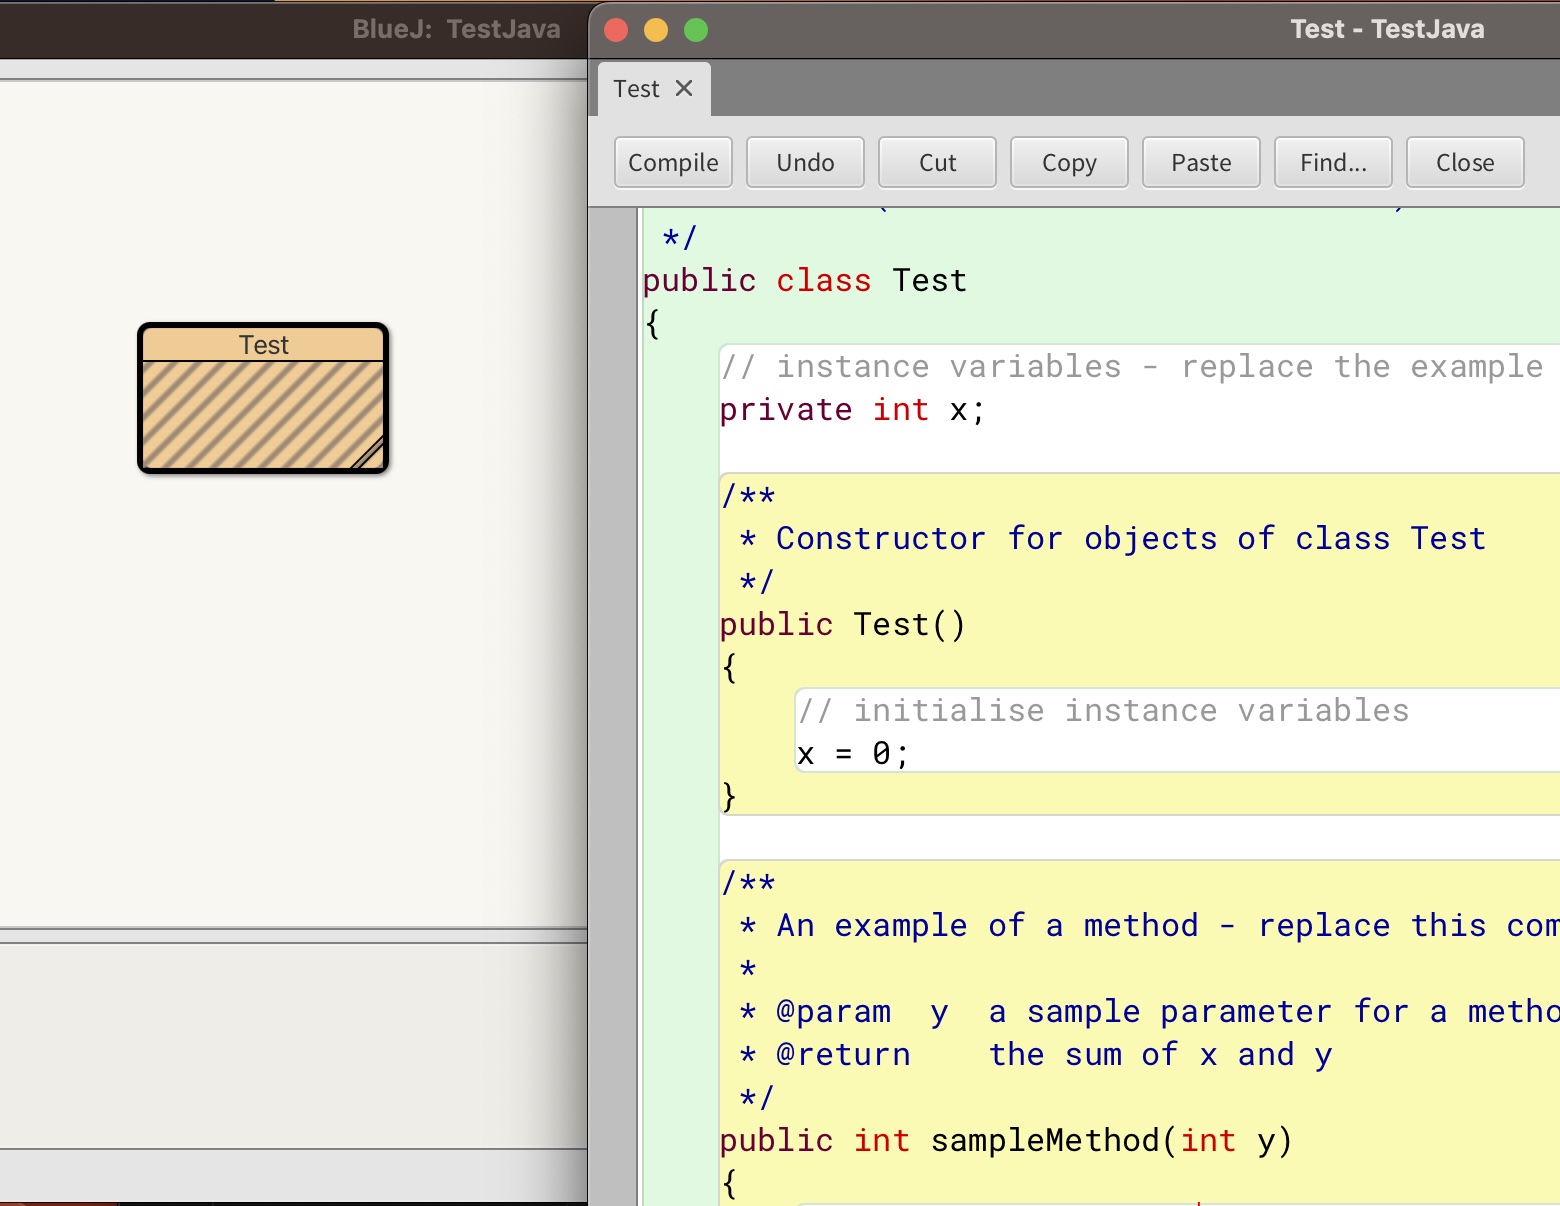 BlueJ:  TestJava
Test
Test - TestJava
Test ✕
Compile Undo Cut Copy Paste Find... Close
 */
public class Test
{
    // instance variables - replace the example
    private int x;
    /**
     * Constructor for objects of class Test
     */
    public Test()
    {
        // initialise instance variables
        x = 0;
    }
    /**
     * An example of a method - replace this com
     *
     * @param  y  a sample parameter for a metho
     * @return    the sum of x and y
     */
    public int sampleMethod(int y)
    {